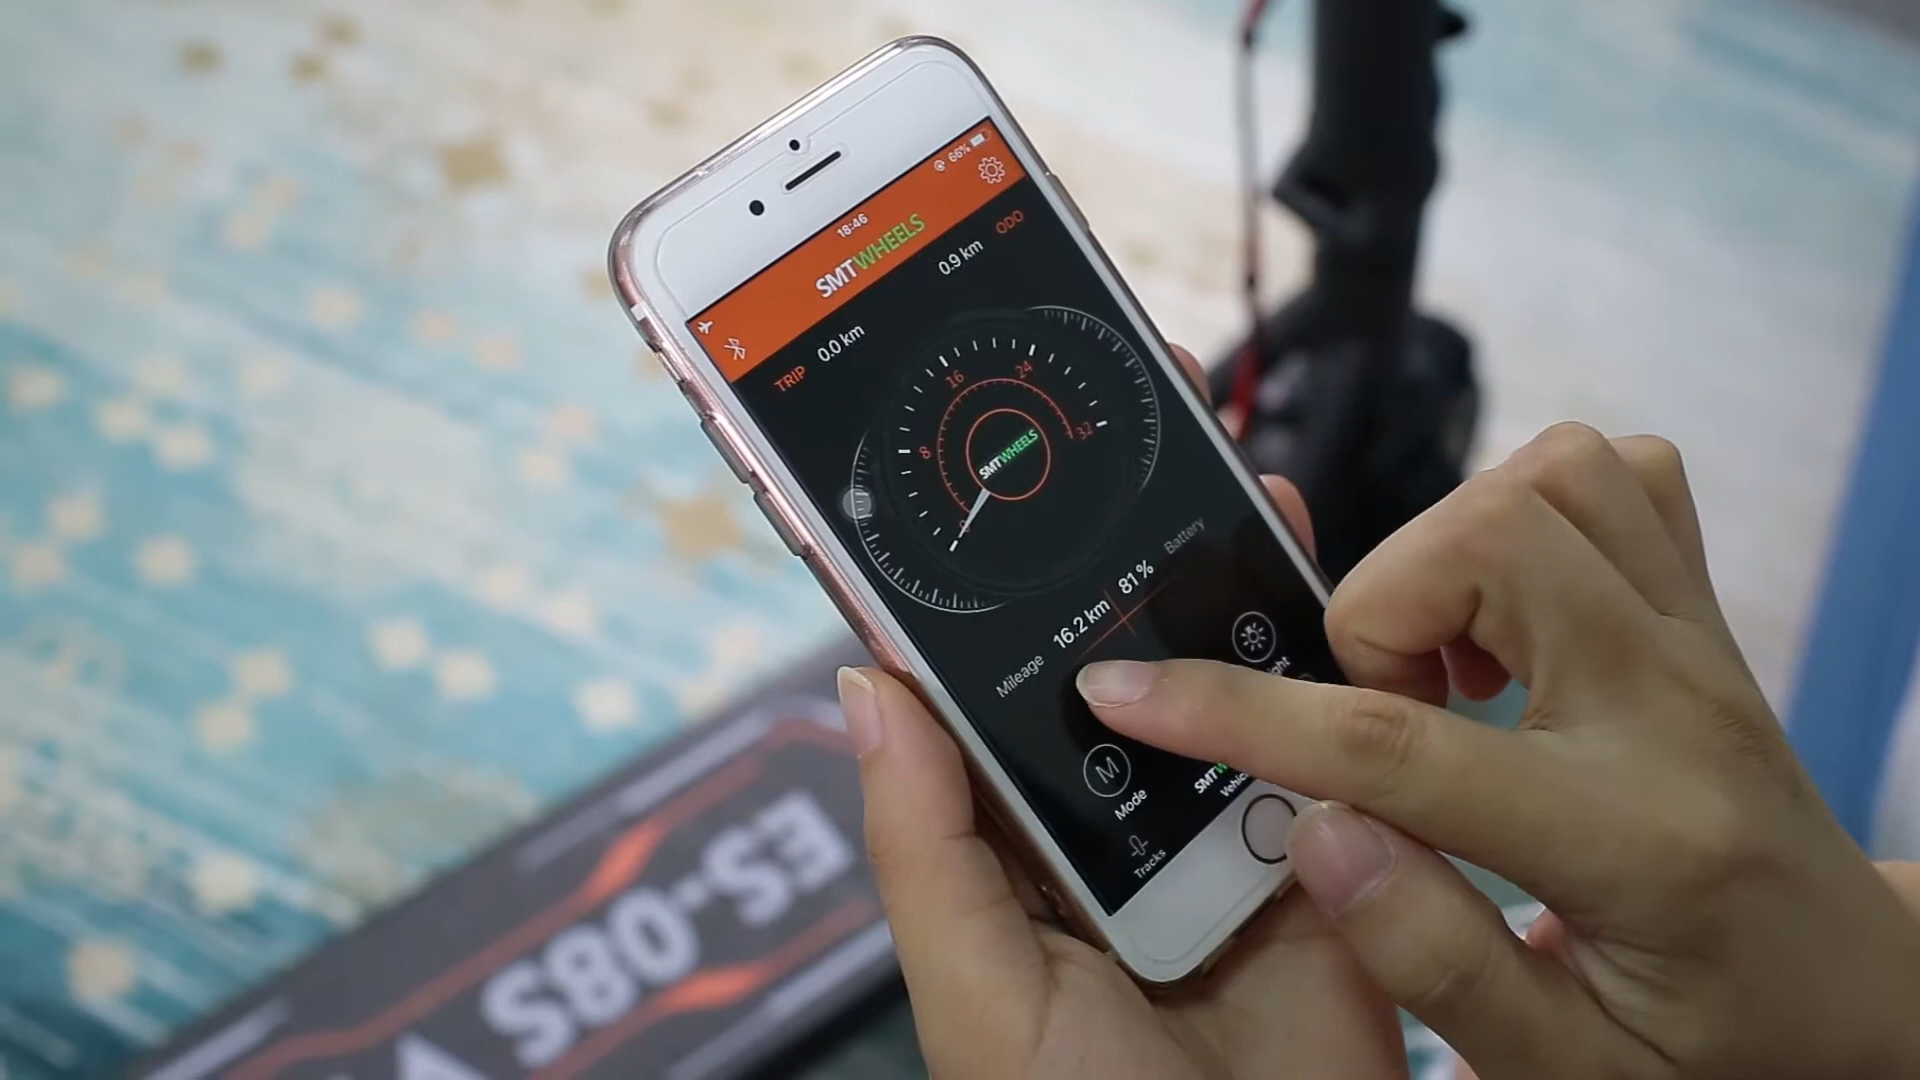 66%
18:46
SMTWHEELS
TRIP 0.0 km
0.9 km ODO
0 8 16 24 32
SMTWHEELS
Mileage 16.2 km
81 % Battery
M
Mode
Tracks
ES-08S